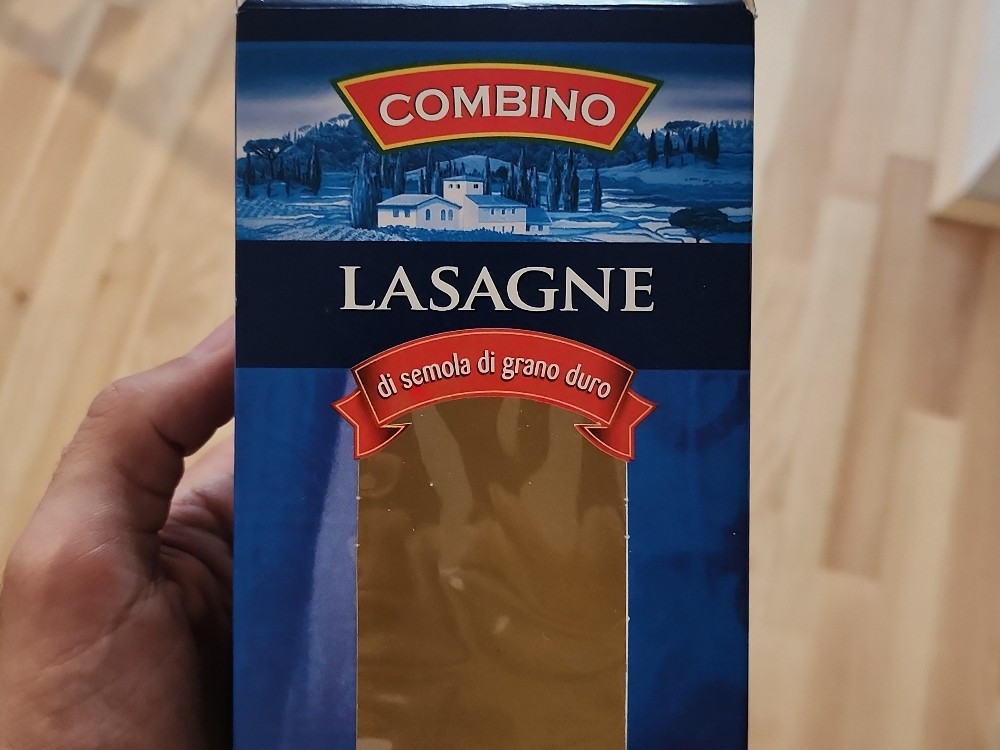 COMBINO
LASAGNE
di semola di grano duro